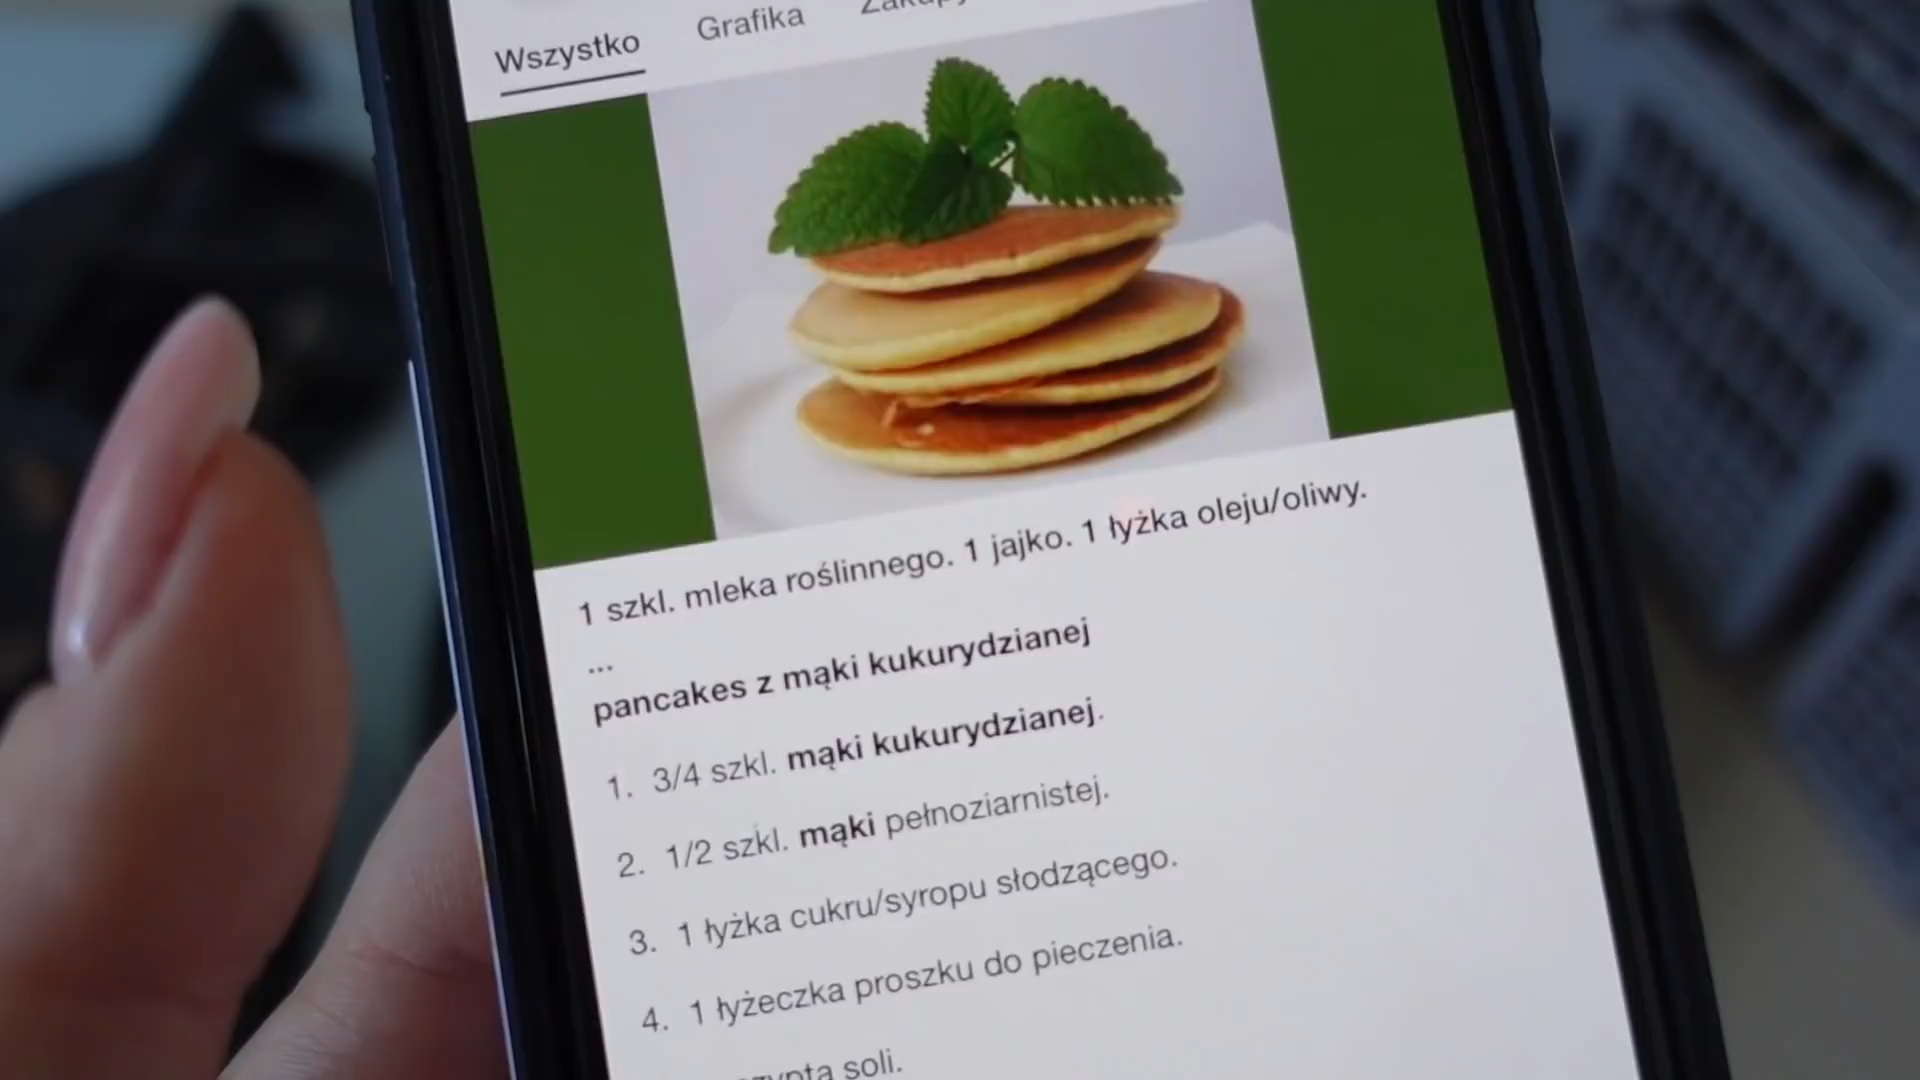 Wszystko Grafika
1 szkl. mleka roślinnego. 1 jajko. 1 łyżka oleju/oliwy.
...
pancakes z mąki kukurydzianej
1. 3/4 szkl. mąki kukurydzianej.
2. 1/2 szkl. mąki pełnoziarnistej.
3. 1 łyżka cukru/syropu słodzącego.
4. 1 łyżeczka proszku do pieczenia.
soli.